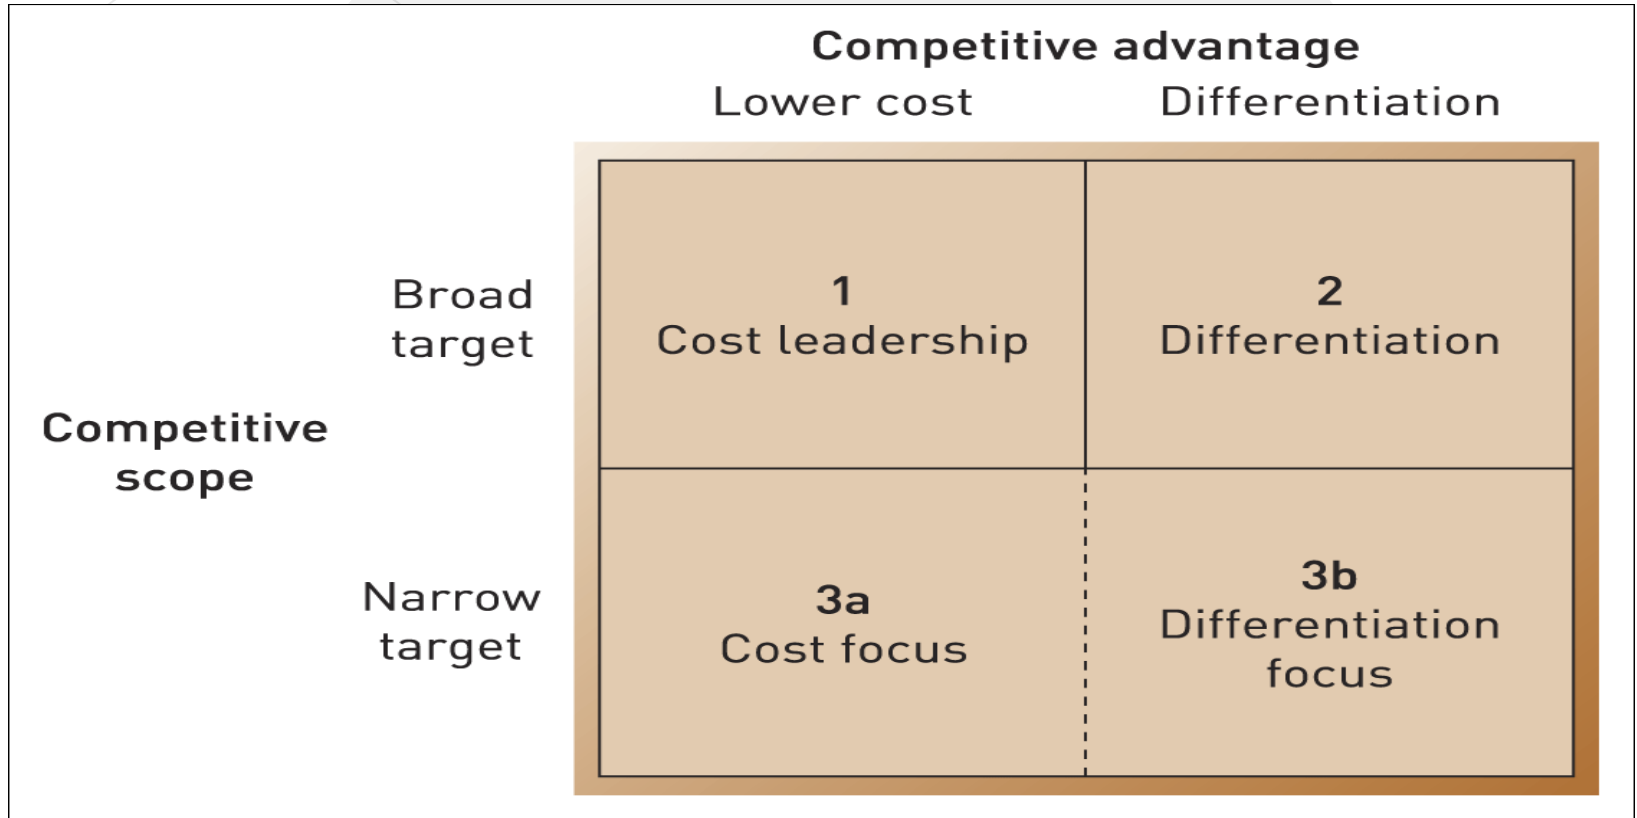 Competitive advantage
Lower cost
Differentiation
Broad
target
1
Cost leadership
2
Differentiation
Competitive
scope
Narrow
target
3a
Cost focus
3b
Differentiation
focus